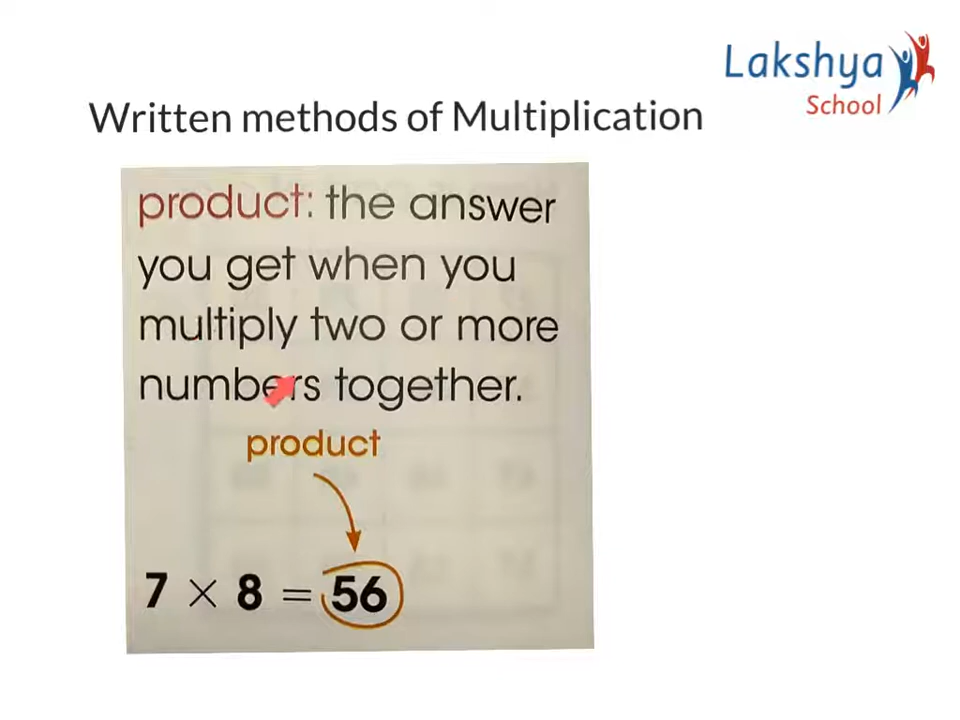 Lakshya
School
Written methods of Multiplication
product: the answer
you get when you
multiply two or more
numbers together.
product
7 × 8 = 56